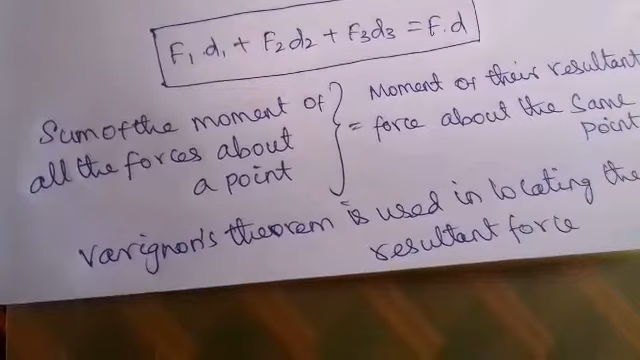 F₁.d₁ + F₂d₂ + F₃d₃ = F.d
Sum of the moment of
all the forces about
a point
} =
Moment of their resultant
force about the same
point
Varignon's theorem is used in locating the
resultant force